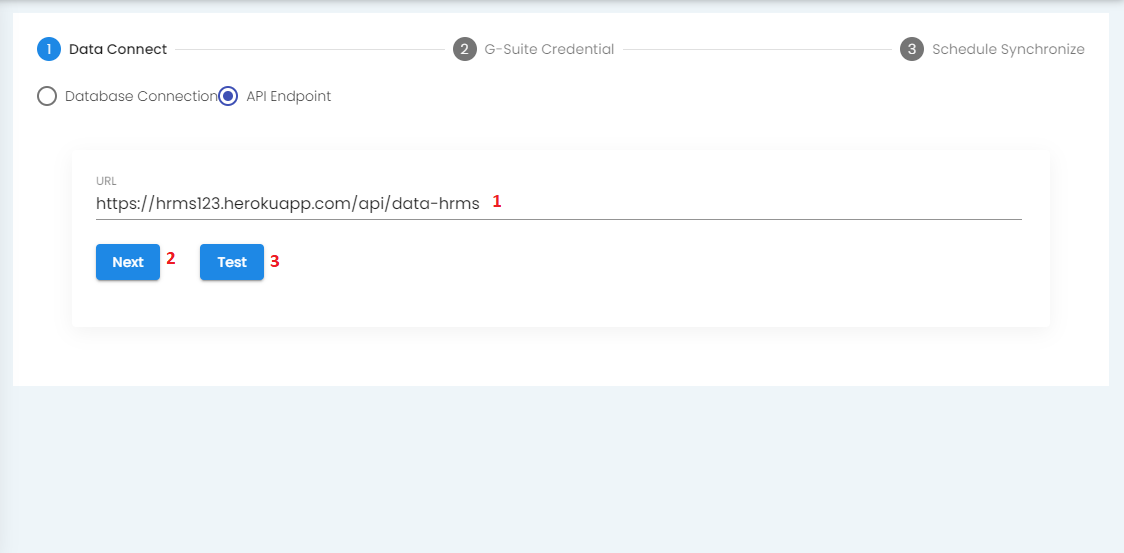 1 Data Connect 2 G-Suite Credential 3 Schedule Synchronize
Database Connection API Endpoint
URL
https://hrms123.herokuapp.com/api/data-hrms 1
Next 2 Test 3